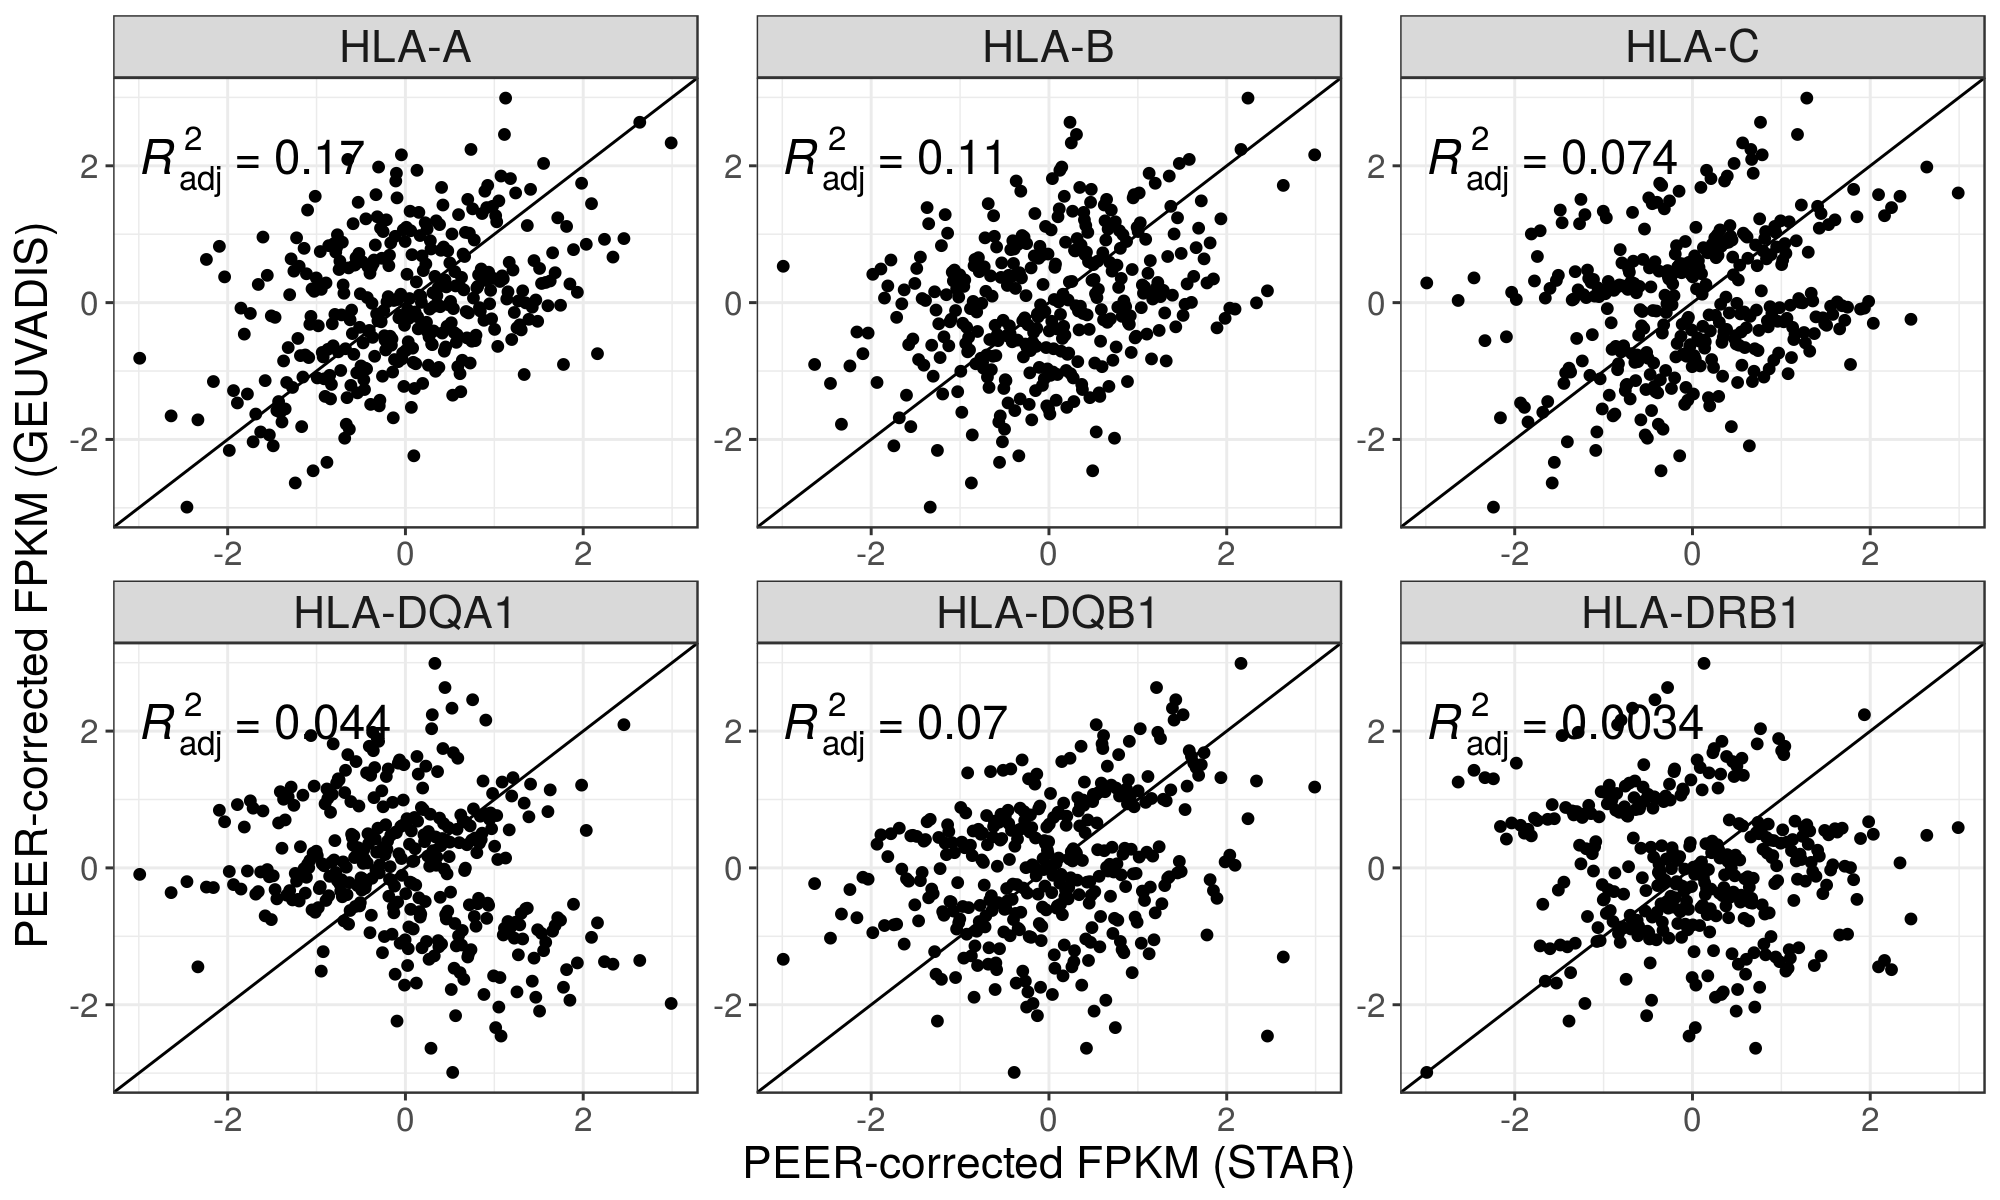 HLA-A HLA-B HLA-C
R²adj = 0.17 R²adj = 0.11 R²adj = 0.074
2 2 2
0 0 0
-2 -2 -2
-2 0 2 -2 0 2 -2 0 2
PEER-corrected FPKM (GEUVADIS)
HLA-DQA1 HLA-DQB1 HLA-DRB1
R²adj = 0.044 R²adj = 0.07 R²adj = 0.0034
2 2 2
0 0 0
-2 -2 -2
-2 0 2 -2 0 2 -2 0 2
PEER-corrected FPKM (STAR)